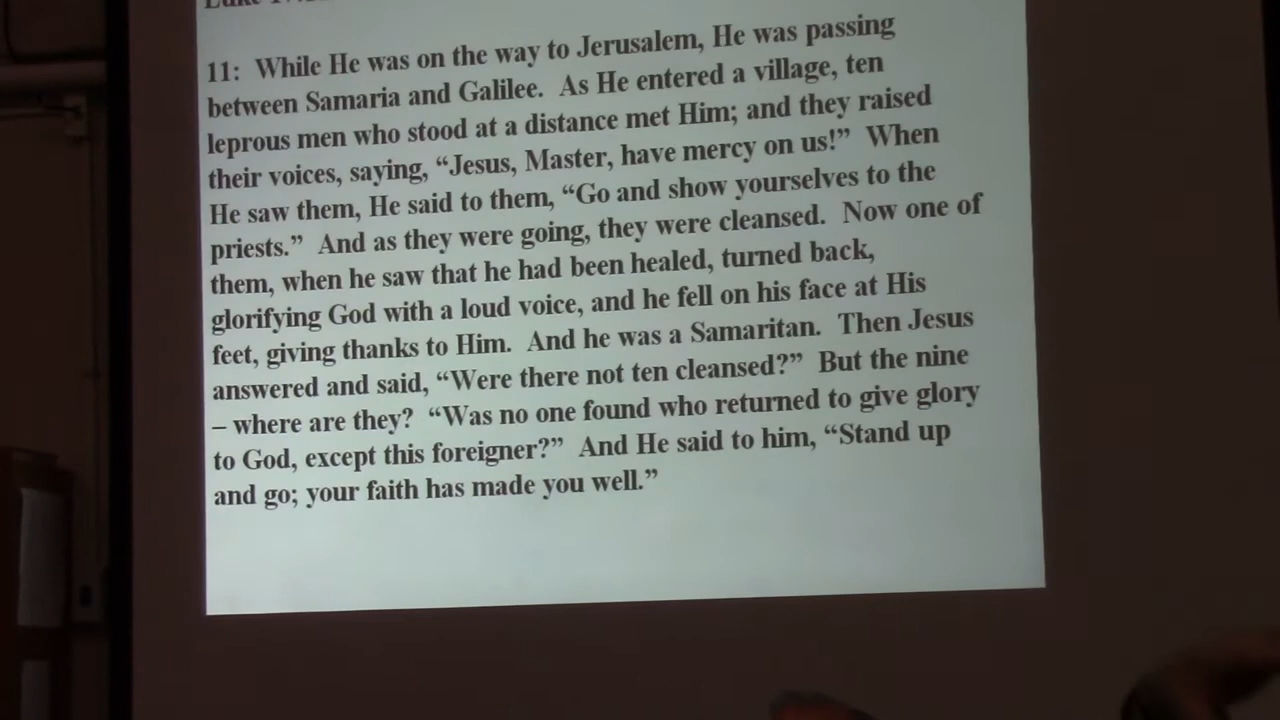 Luke
11:  While He was on the way to Jerusalem, He was passing
between Samaria and Galilee.  As He entered a village, ten
leprous men who stood at a distance met Him; and they raised
their voices, saying, “Jesus, Master, have mercy on us!”  When
He saw them, He said to them, “Go and show yourselves to the
priests.”  And as they were going, they were cleansed.  Now one of
them, when he saw that he had been healed, turned back,
glorifying God with a loud voice, and he fell on his face at His
feet, giving thanks to Him.  And he was a Samaritan.  Then Jesus
answered and said, “Were there not ten cleansed?”  But the nine
– where are they?  “Was no one found who returned to give glory
to God, except this foreigner?”  And He said to him, “Stand up
and go; your faith has made you well.”